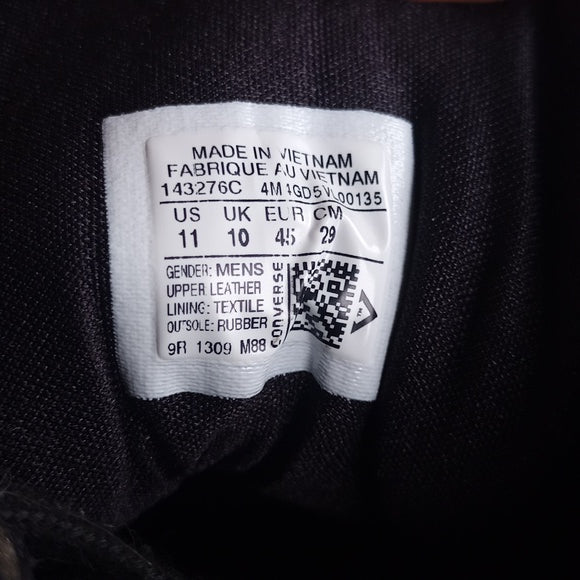 MADE IN VIETNAM
FABRIQUE AU VIETNAM
143276C 4M4GD5VL00135
US UK EUR CM
11 10 45 29
GENDER: MENS
UPPER LEATHER
LINING: TEXTILE
OUTSOLE: RUBBER
9R 1309 M88
CONVERSE
TM